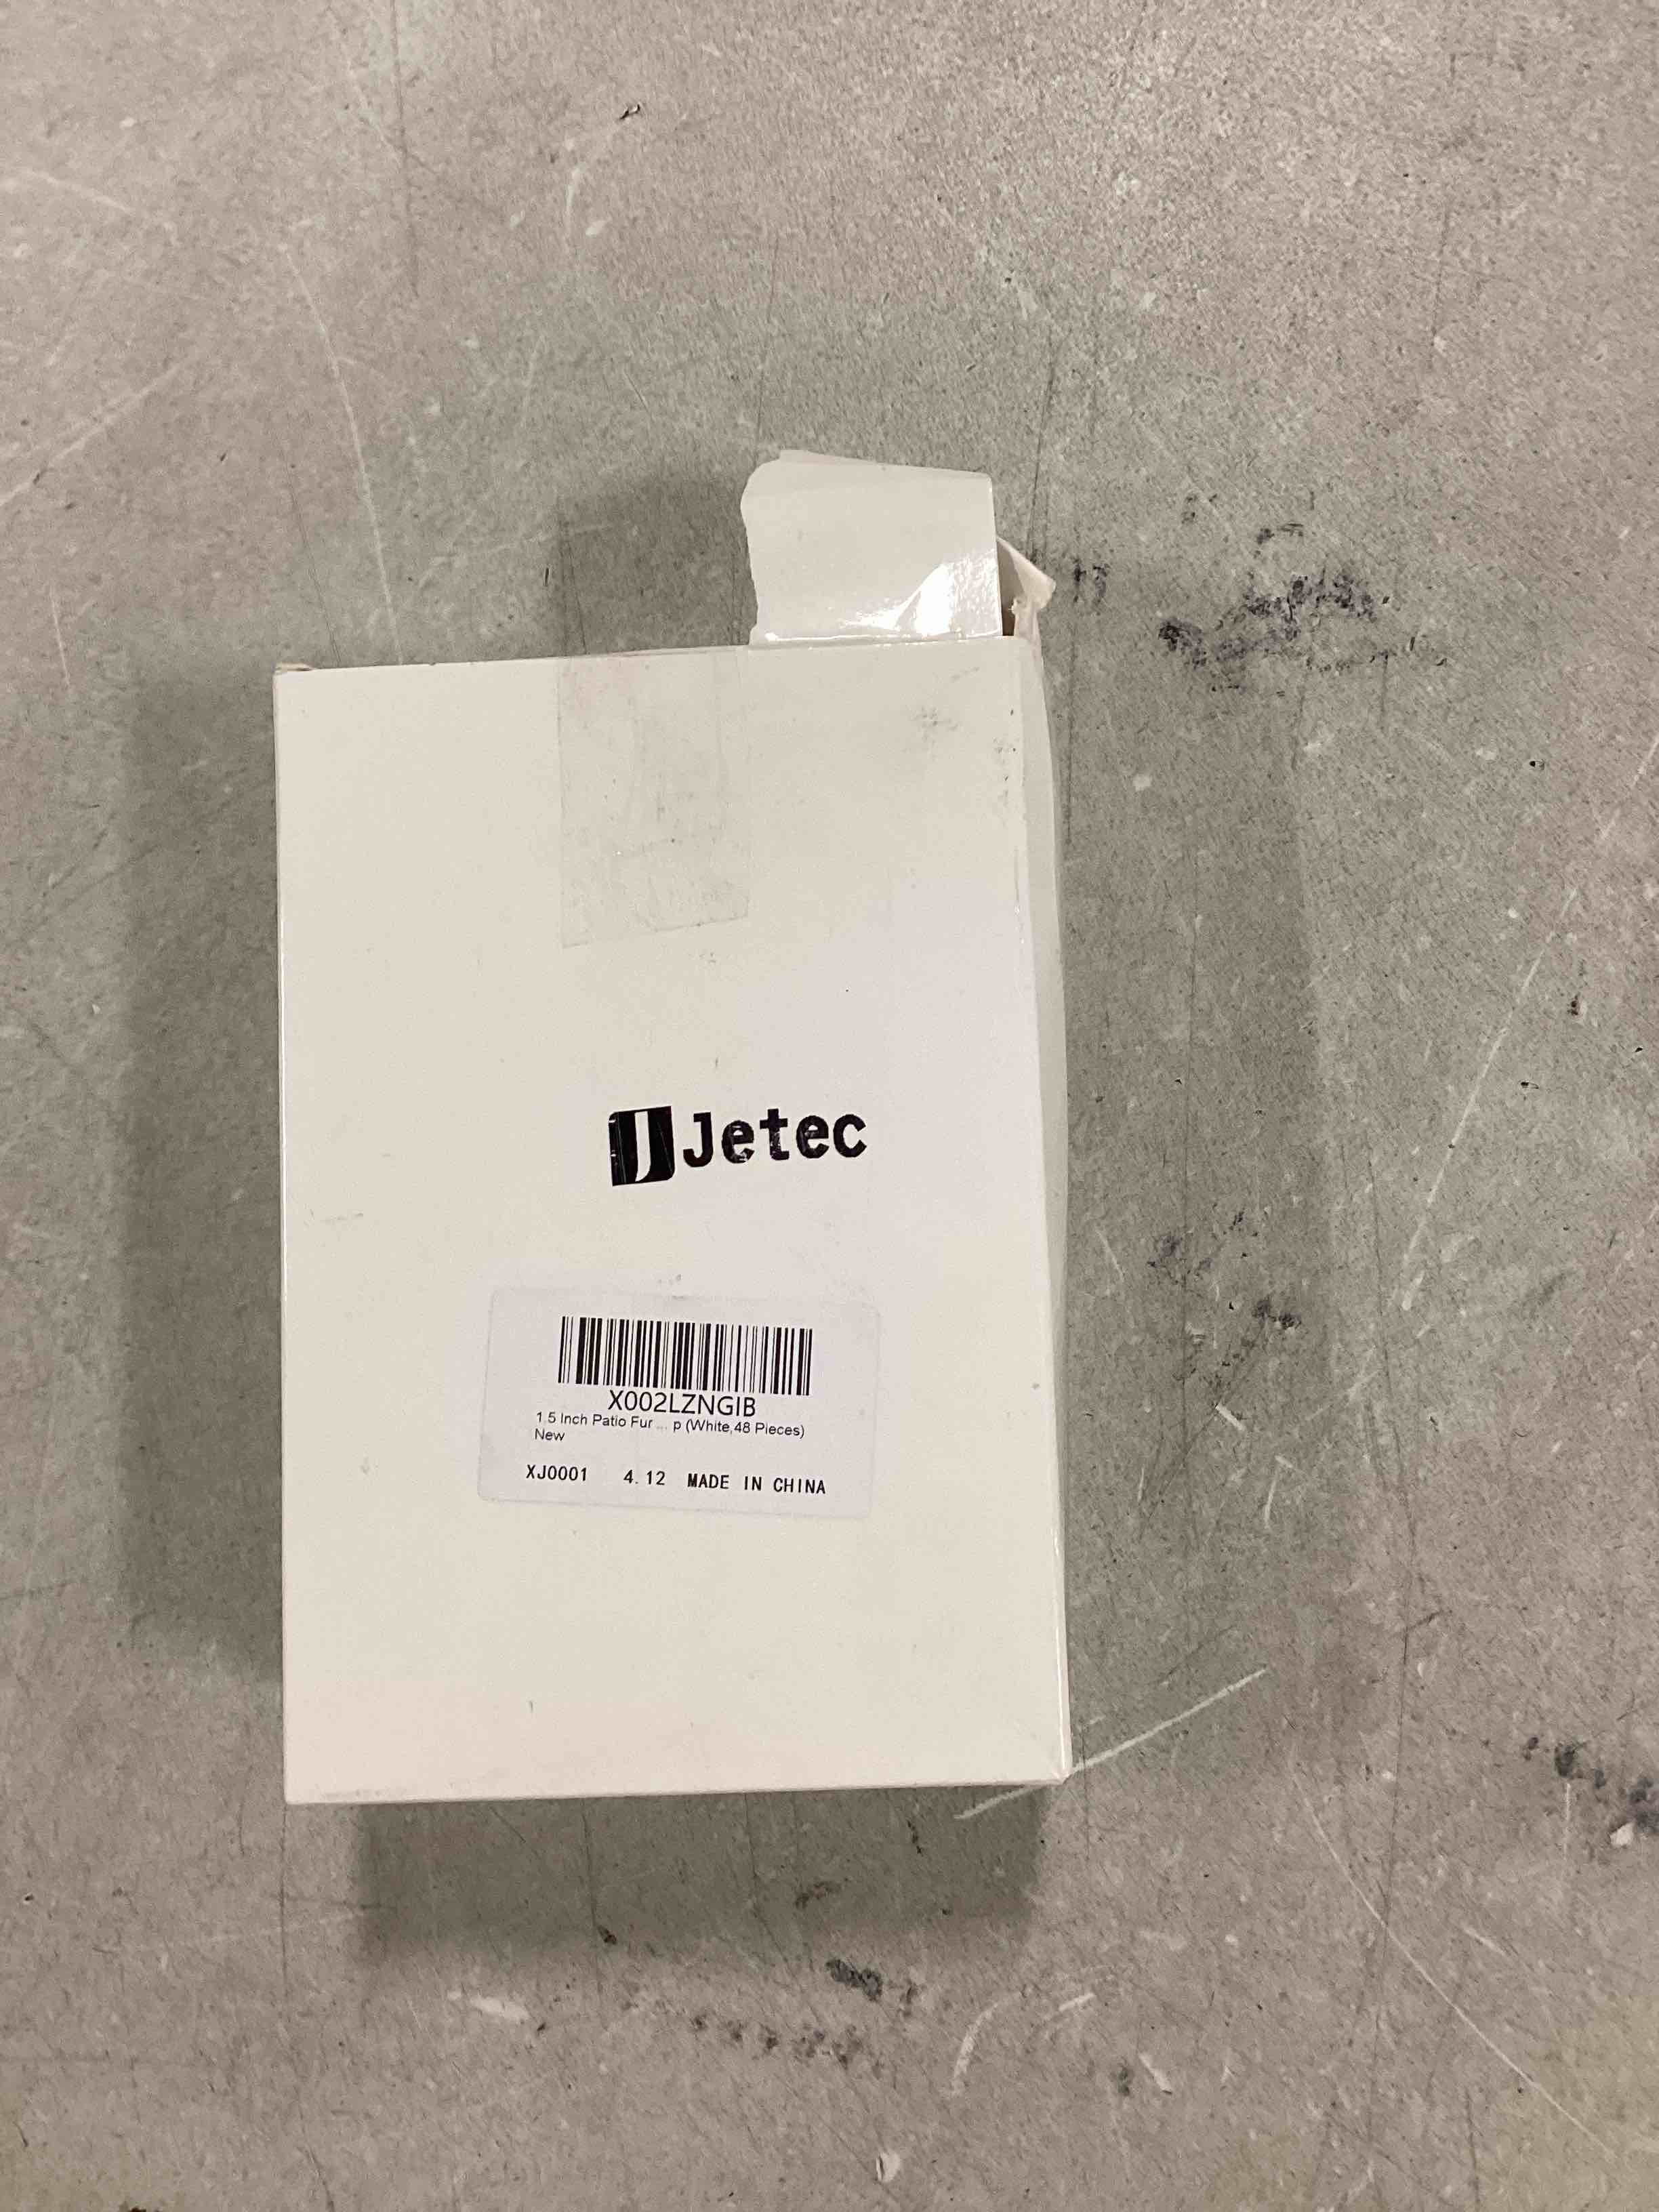 J Jetec
X002LZNGIB
1.5 Inch Patio Fur ... p (White,48 Pieces)
New
XJ0001 4.12 MADE IN CHINA